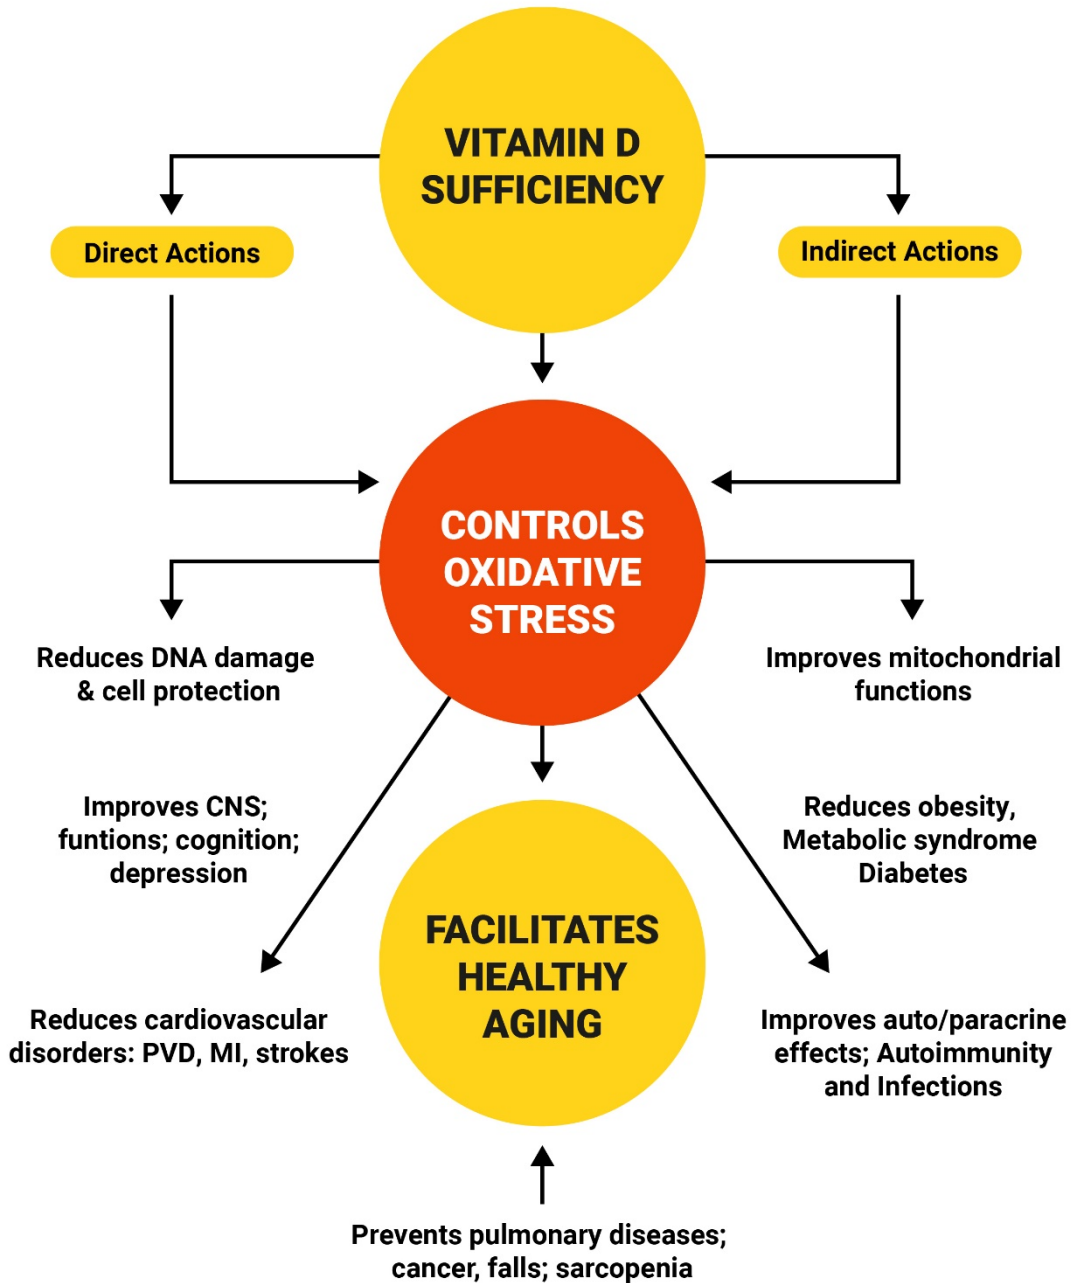 VITAMIN D
SUFFICIENCY
Direct Actions
Indirect Actions
CONTROLS
OXIDATIVE
STRESS
Reduces DNA damage
& cell protection
Improves mitochondrial
functions
Improves CNS;
funtions; cognition;
depression
Reduces obesity,
Metabolic syndrome
Diabetes
FACILITATES
HEALTHY
AGING
Reduces cardiovascular
disorders: PVD, MI, strokes
Improves auto/paracrine
effects; Autoimmunity
and Infections
Prevents pulmonary diseases;
cancer, falls; sarcopenia